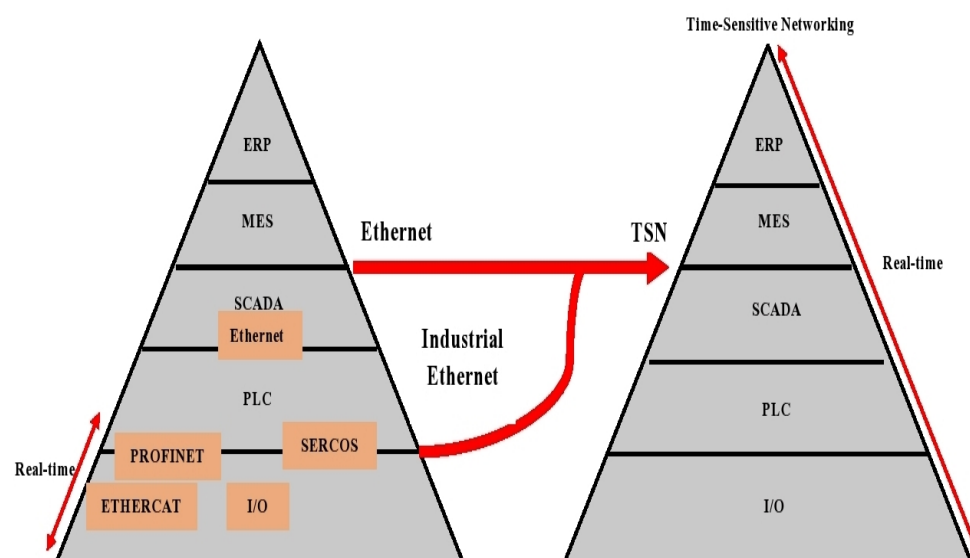 Time-Sensitive Networking
ERP
MES
SCADA
Ethernet
PLC
PROFINET
SERCOS
ETHERCAT
I/O
Real-time
Ethernet
TSN
Industrial
Ethernet
ERP
MES
SCADA
PLC
I/O
Real-time